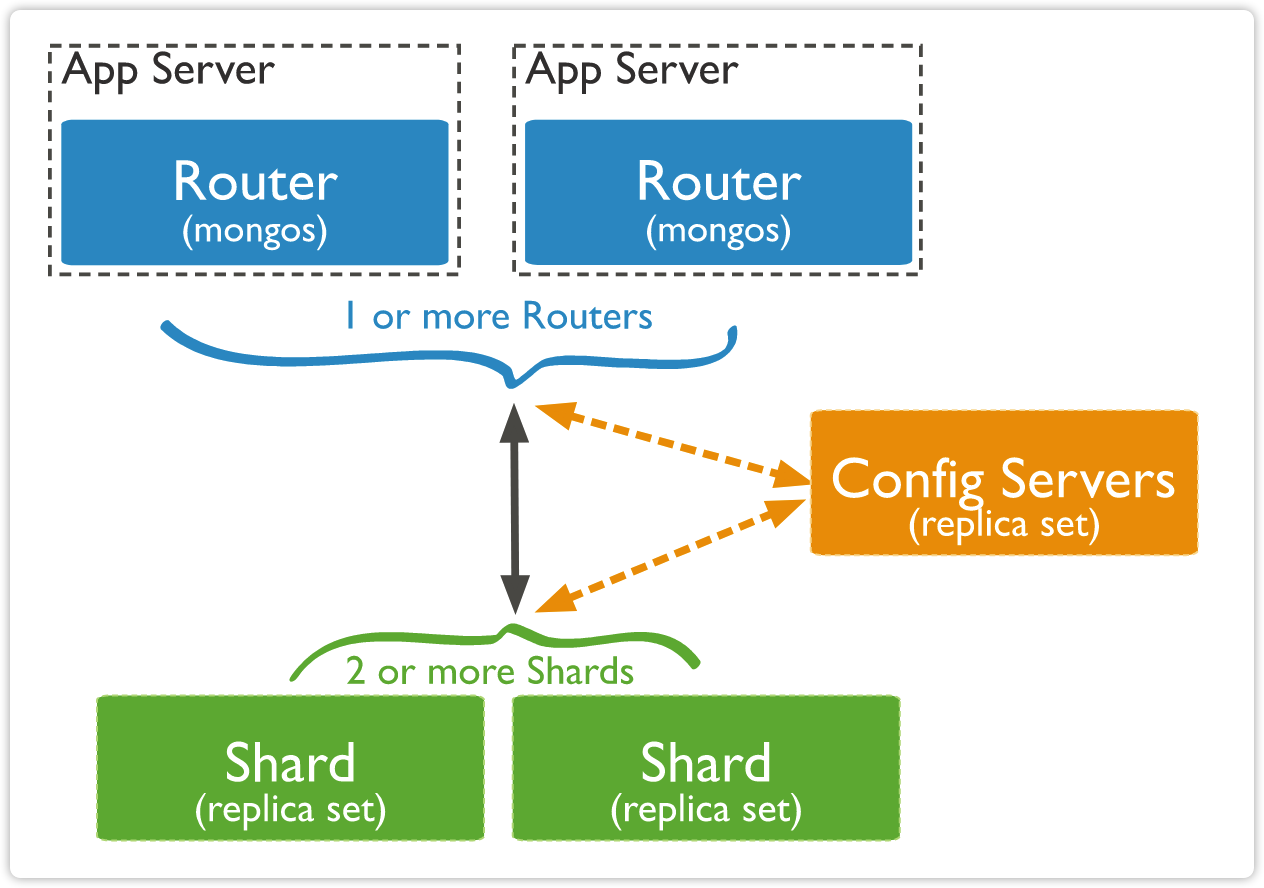 App Server
Router
(mongos)
App Server
Router
(mongos)
1 or more Routers
Config Servers
(replica set)
2 or more Shards
Shard
(replica set)
Shard
(replica set)